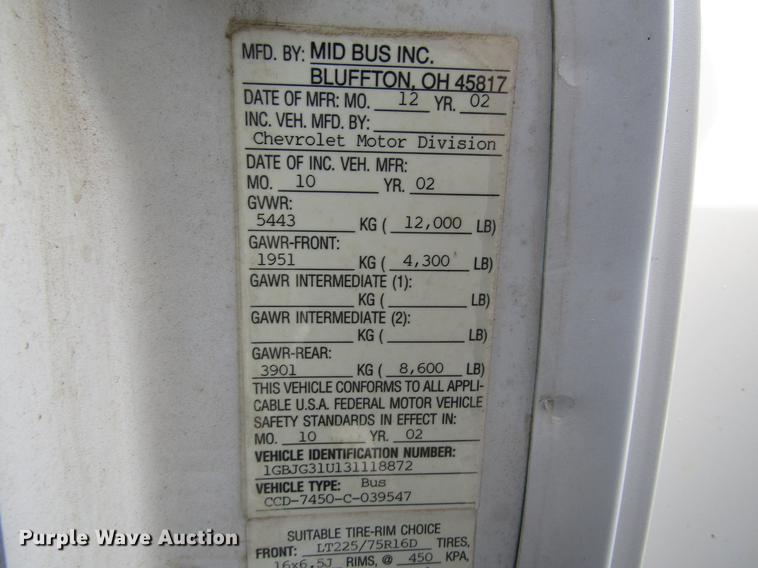 MFD. BY: MID BUS INC.
BLUFFTON, OH 45817
DATE OF MFR: MO. 12 YR. 02
INC. VEH. MFD. BY:
Chevrolet Motor Division
DATE OF INC. VEH. MFR:
MO. 10 YR. 02
GVWR:
5443 KG ( 12,000 LB)
GAWR-FRONT:
1951 KG ( 4,300 LB)
GAWR INTERMEDIATE (1):
KG ( LB)
GAWR INTERMEDIATE (2):
KG ( LB)
GAWR-REAR:
3901 KG ( 8,600 LB)
THIS VEHICLE CONFORMS TO ALL APPLI-
CABLE U.S.A. FEDERAL MOTOR VEHICLE
SAFETY STANDARDS IN EFFECT IN:
MO. 10 YR. 02
VEHICLE IDENTIFICATION NUMBER:
1GBJG31U131118872
VEHICLE TYPE: Bus
CCD-7450-C-039547
SUITABLE TIRE-RIM CHOICE
FRONT: LT225/75R16D TIRES,
16x6.5J RIMS, @ 450 KPA,
Purple Wave Auction